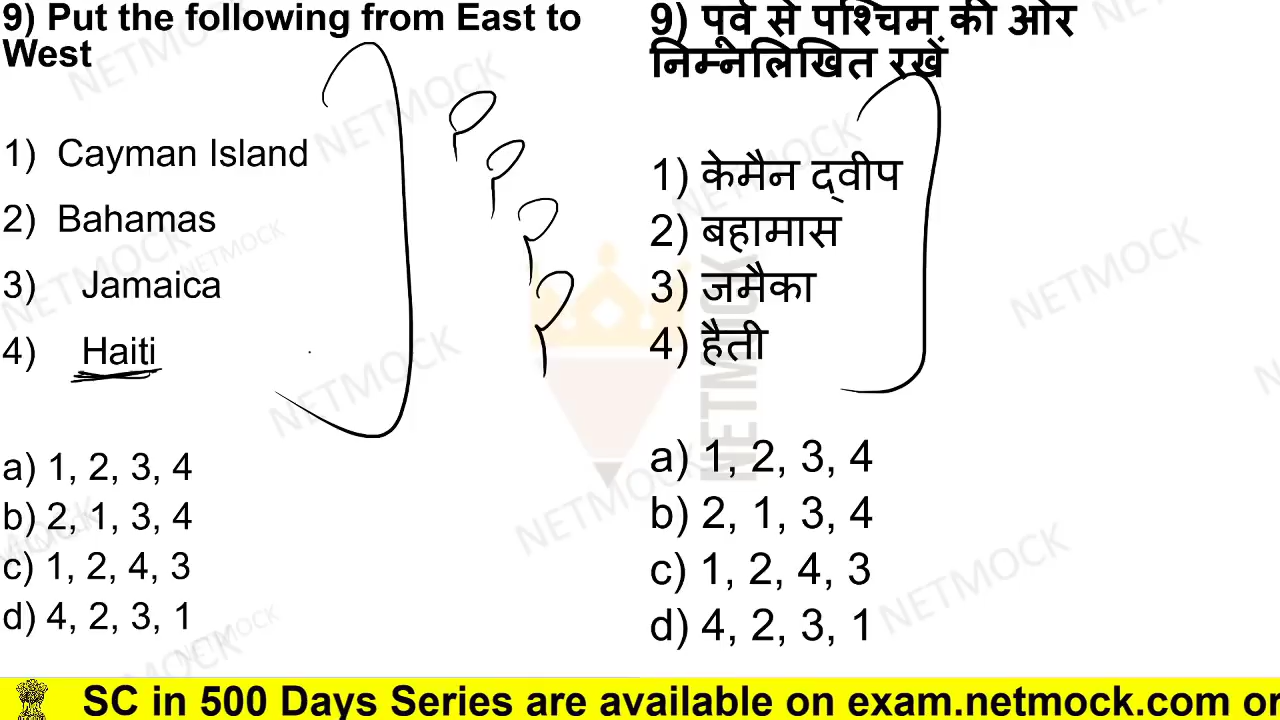 9) Put the following from East to
West
1) Cayman Island
2) Bahamas
3) Jamaica
4) Haiti
a) 1, 2, 3, 4
b) 2, 1, 3, 4
c) 1, 2, 4, 3
d) 4, 2, 3, 1
9) पूर्व से पश्चिम की ओर
निम्नलिखित रखें
1) केमैन द्वीप
2) बहामास
3) जमैका
4) हैती
a) 1, 2, 3, 4
b) 2, 1, 3, 4
c) 1, 2, 4, 3
d) 4, 2, 3, 1
NETMOCK
SC in 500 Days Series are available on exam.netmock.com or